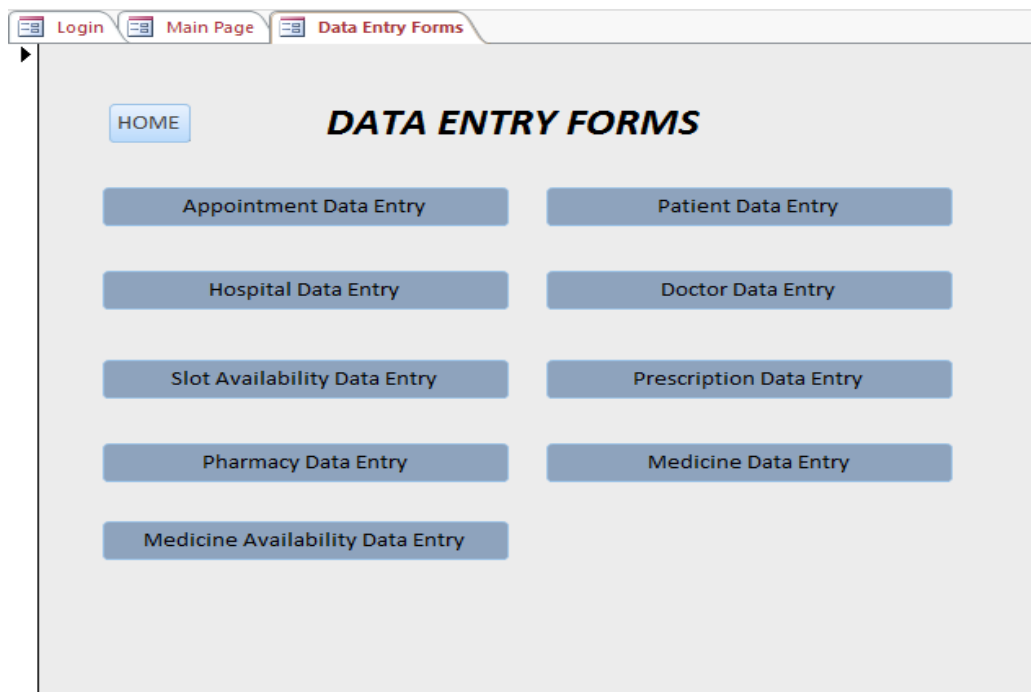 Login Main Page Data Entry Forms
HOME DATA ENTRY FORMS
Appointment Data Entry Patient Data Entry
Hospital Data Entry Doctor Data Entry
Slot Availability Data Entry Prescription Data Entry
Pharmacy Data Entry Medicine Data Entry
Medicine Availability Data Entry